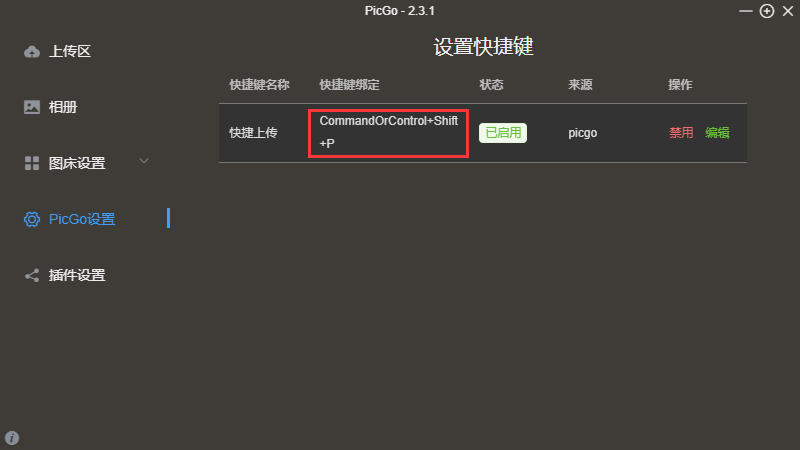 PicGo - 2.3.1
上传区
相册
图床设置
PicGo设置
插件设置
设置快捷键
快捷键名称 快捷键绑定 状态 来源 操作
快捷上传 CommandOrControl+Shift
+P 已启用 picgo 禁用 编辑